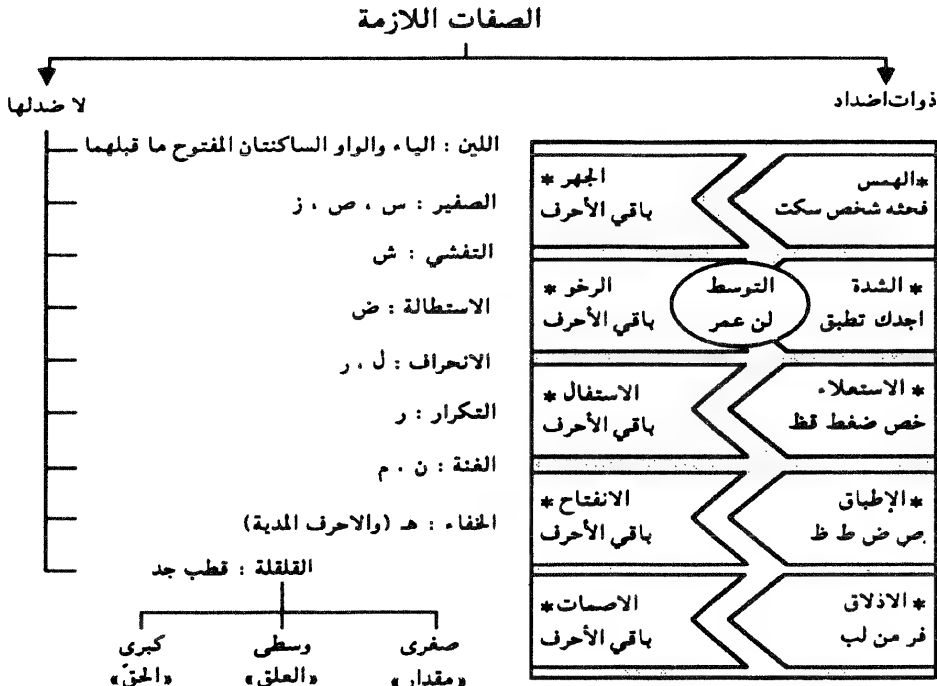 الصفات اللازمة
ذوات اضداد
*الهمس
فحثه شخص سكت
الجهر *
باقي الأحرف
* الشدة
اجدك تطبق
التوسط
لن عمر
الرخو *
باقي الأحرف
* الاستعلاء
خص ضغط قظ
الاستفال *
باقي الأحرف
* الإطباق
ص ض ط ظ
الانفتاح *
باقي الأحرف
* الاذلاق
فر من لب
الاصمات *
باقي الأحرف
لا ضدلها
اللين : الياء والواو الساكنتان المفتوح ما قبلهما
الصفير : س ، ص ، ز
التفشي : ش
الاستطالة : ض
الانحراف : ل ، ر
التكرار : ر
الغنة : ن ، م
الخفاء : هـ (والاحرف المدية)
القلقلة : قطب جد
صغرى
«مقدار»
وسطى
«العلق»
كبرى
«الحقّ»